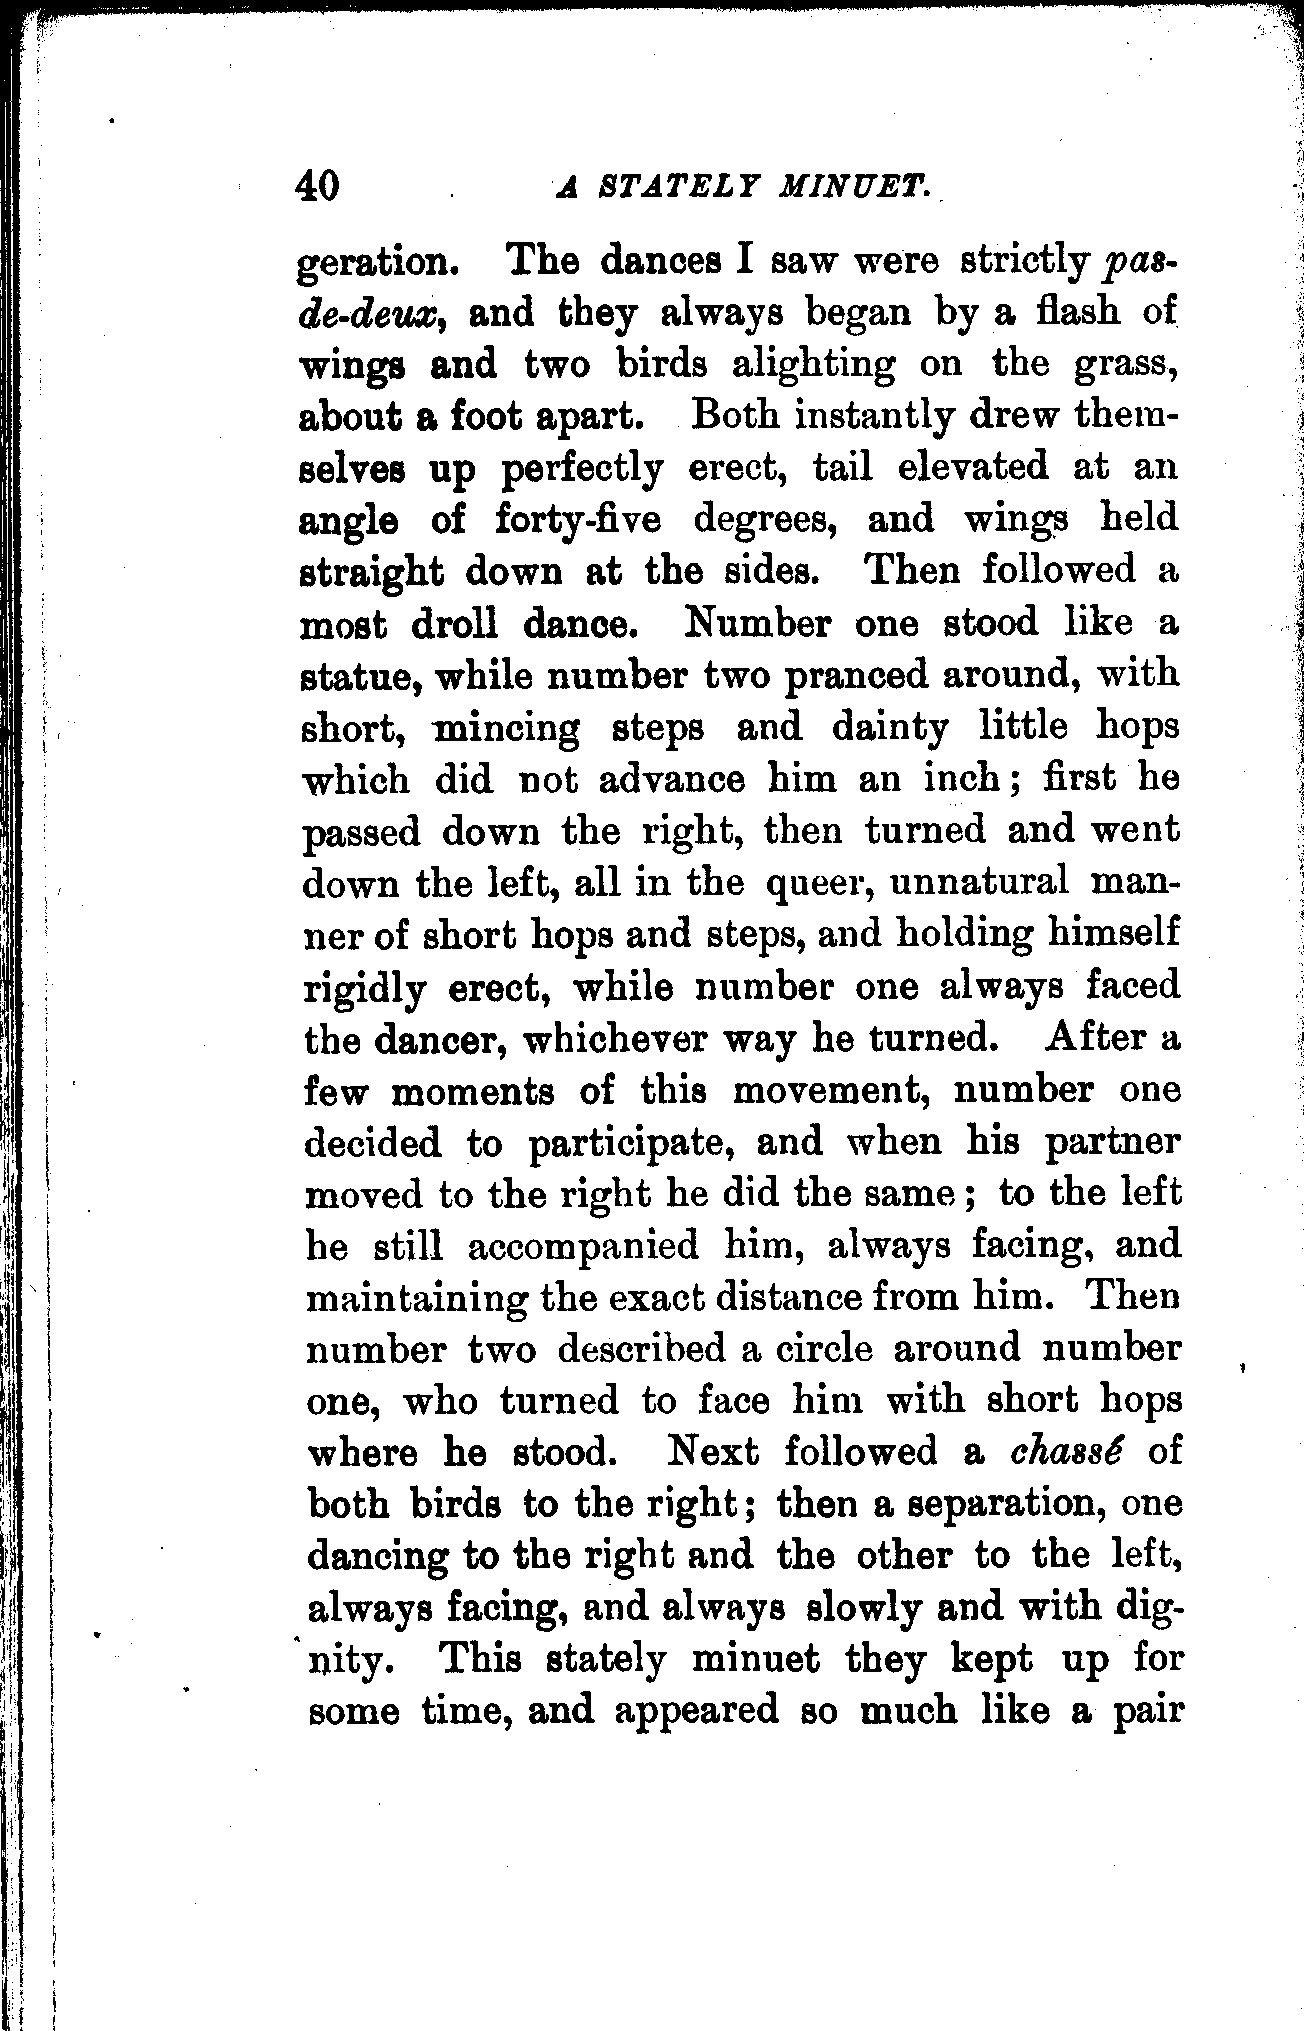 40 A STATELY MINUET.
geration. The dances I saw were strictly pas-
de-deux, and they always began by a flash of
wings and two birds alighting on the grass,
about a foot apart. Both instantly drew them-
selves up perfectly erect, tail elevated at an
angle of forty-five degrees, and wings held
straight down at the sides. Then followed a
most droll dance. Number one stood like a
statue, while number two pranced around, with
short, mincing steps and dainty little hops
which did not advance him an inch; first he
passed down the right, then turned and went
down the left, all in the queer, unnatural man-
ner of short hops and steps, and holding himself
rigidly erect, while number one always faced
the dancer, whichever way he turned. After a
few moments of this movement, number one
decided to participate, and when his partner
moved to the right he did the same; to the left
he still accompanied him, always facing, and
maintaining the exact distance from him. Then
number two described a circle around number
one, who turned to face him with short hops
where he stood. Next followed a chassé of
both birds to the right; then a separation, one
dancing to the right and the other to the left,
always facing, and always slowly and with dig-
nity. This stately minuet they kept up for
some time, and appeared so much like a pair